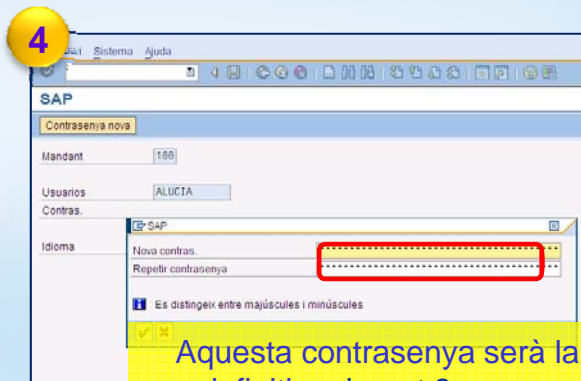 4
Sistema Ajuda
SAP
Contrasenya nova
Mandant 100
Usuarios ALUCIA
Contras.
SAP
Idioma
Nova contras.
Repetir contrasenya
Es distingeix entre majúscules i minúscules
Aquesta contrasenya serà la